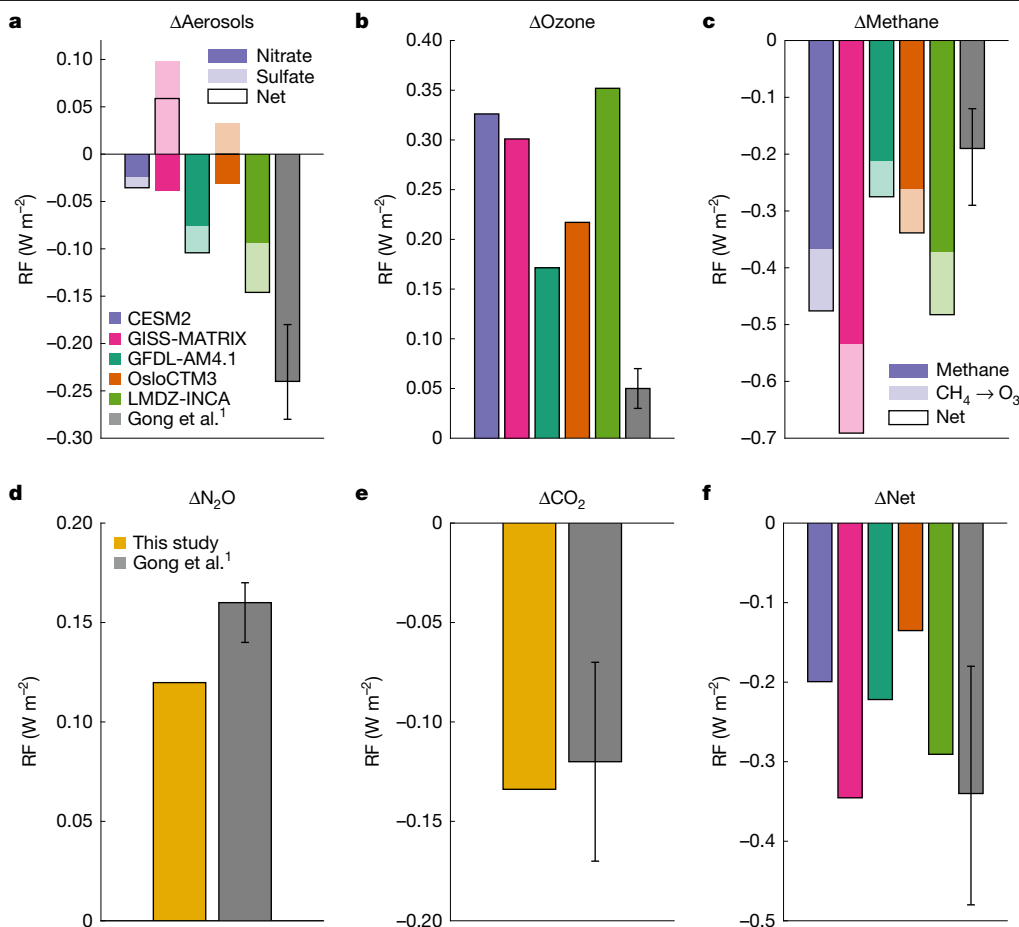 a
ΔAerosols
RF (W m⁻²)
0.10
0.05
0
−0.05
−0.10
−0.15
−0.20
−0.25
−0.30
Nitrate
Sulfate
Net
CESM2
GISS-MATRIX
GFDL-AM4.1
OsloCTM3
LMDZ-INCA
Gong et al.¹
b
ΔOzone
RF (W m⁻²)
0.40
0.35
0.30
0.25
0.20
0.15
0.10
0.05
0
c
ΔMethane
RF (W m⁻²)
0
−0.1
−0.2
−0.3
−0.4
−0.5
−0.6
−0.7
Methane
CH₄ → O₃
Net
d
ΔN₂O
RF (W m⁻²)
0.20
0.15
0.10
0.05
0
This study
Gong et al.¹
e
ΔCO₂
RF (W m⁻²)
0
−0.05
−0.10
−0.15
−0.20
f
ΔNet
RF (W m⁻²)
0
−0.1
−0.2
−0.3
−0.4
−0.5